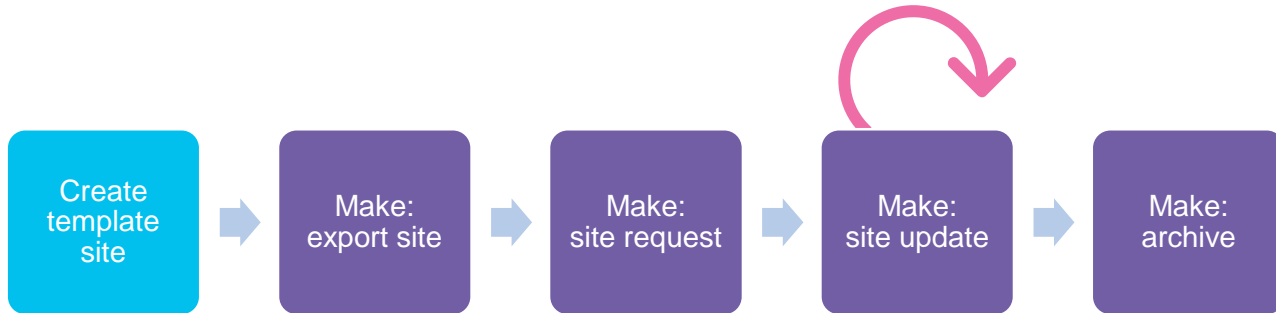 Create
template
site
Make:
export site
Make:
site request
Make:
site update
Make:
archive